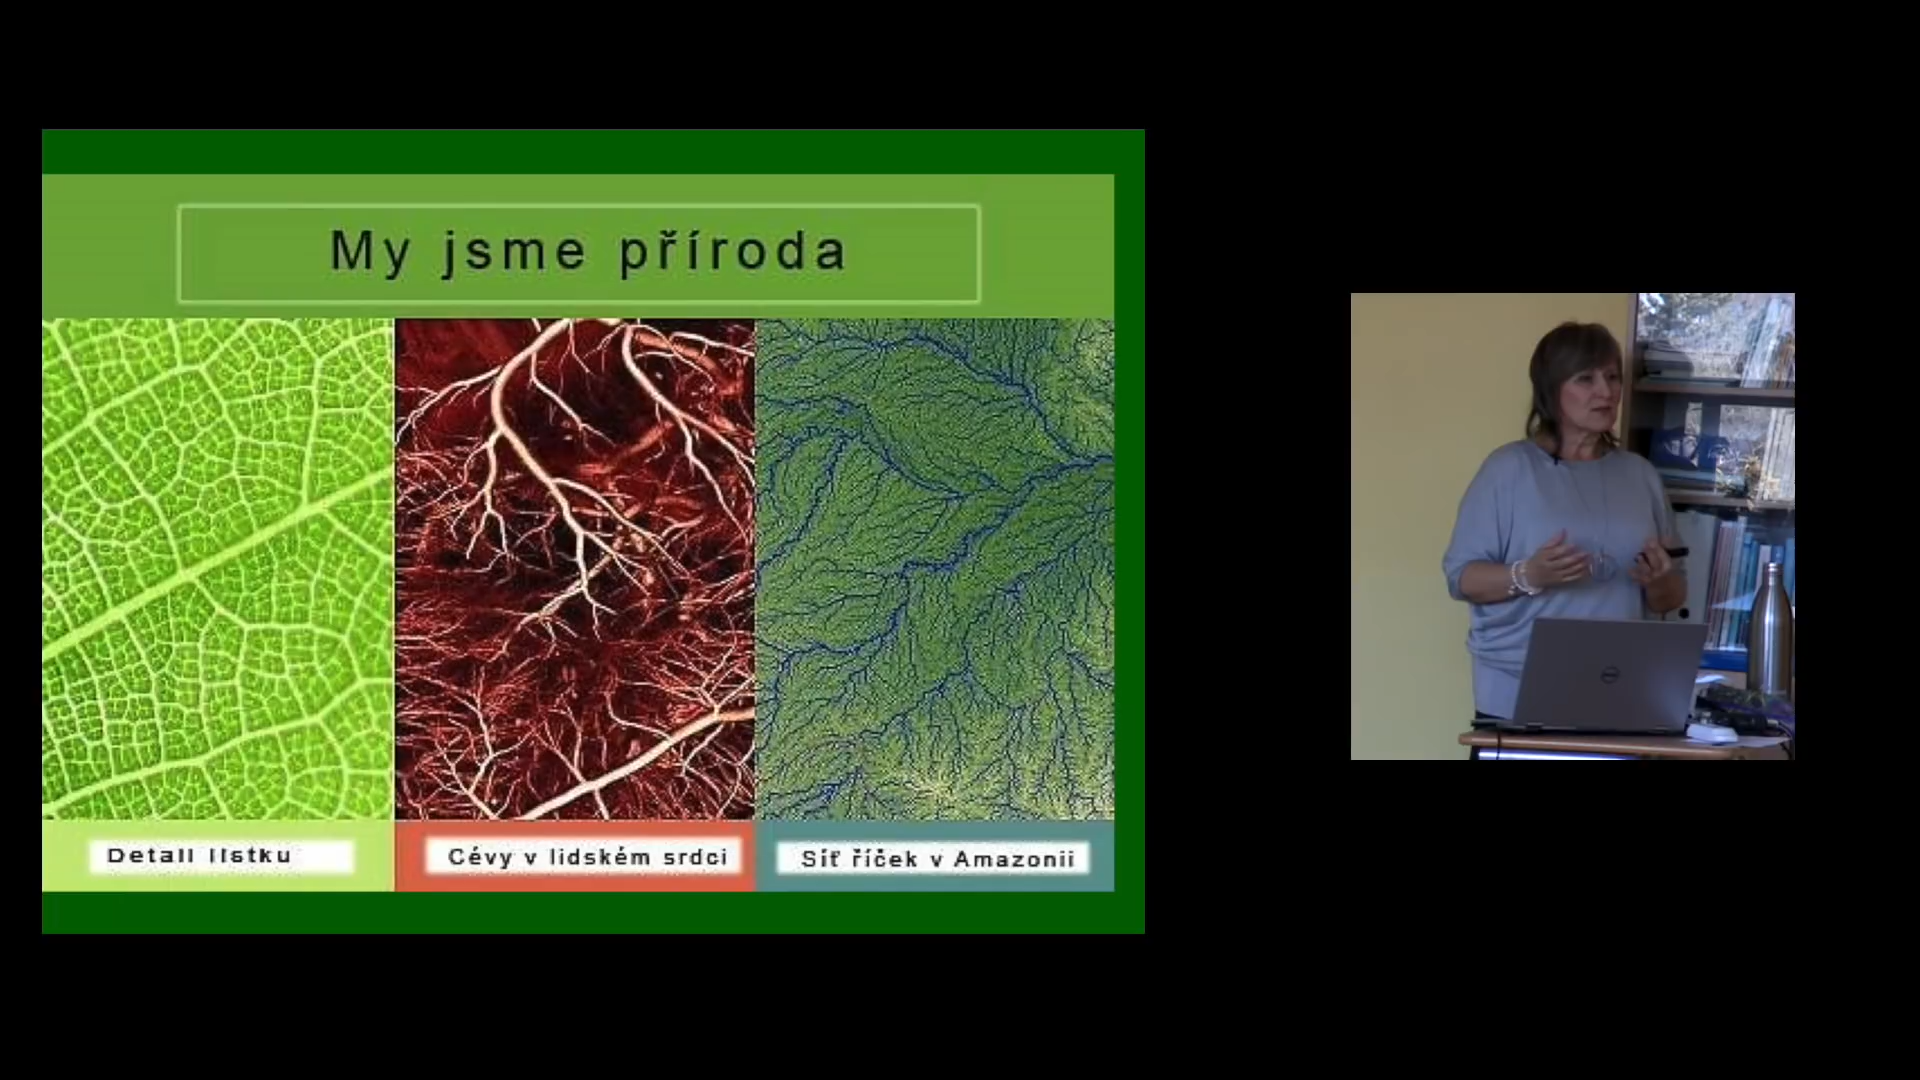 My jsme příroda
Detail lístku
Cévy v lidském srdci
Síť říček v Amazonii